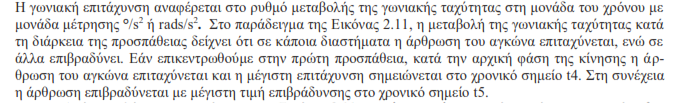 Η γωνιακή επιτάχυνση αναφέρεται στο ρυθμό μεταβολής της γωνιακής ταχύτητας στη μονάδα του χρόνου με
μονάδα μέτρησης °/s² ή rads/s². Στο παράδειγμα της Εικόνας 2.11, η μεταβολή της γωνιακής ταχύτητας κατά
τη διάρκεια της προσπάθειας δείχνει ότι σε κάποια διαστήματα η άρθρωση του αγκώνα επιταχύνεται, ενώ σε
άλλα επιβραδύνει. Εάν επικεντρωθούμε στην πρώτη προσπάθεια, κατά την αρχική φάση της κίνησης η άρ-
θρωση του αγκώνα επιταχύνεται και η μέγιστη επιτάχυνση σημειώνεται στο χρονικό σημείο t4. Στη συνέχεια
η άρθρωση επιβραδύνεται με μέγιστη τιμή επιβράδυνσης στο χρονικό σημείο t5.